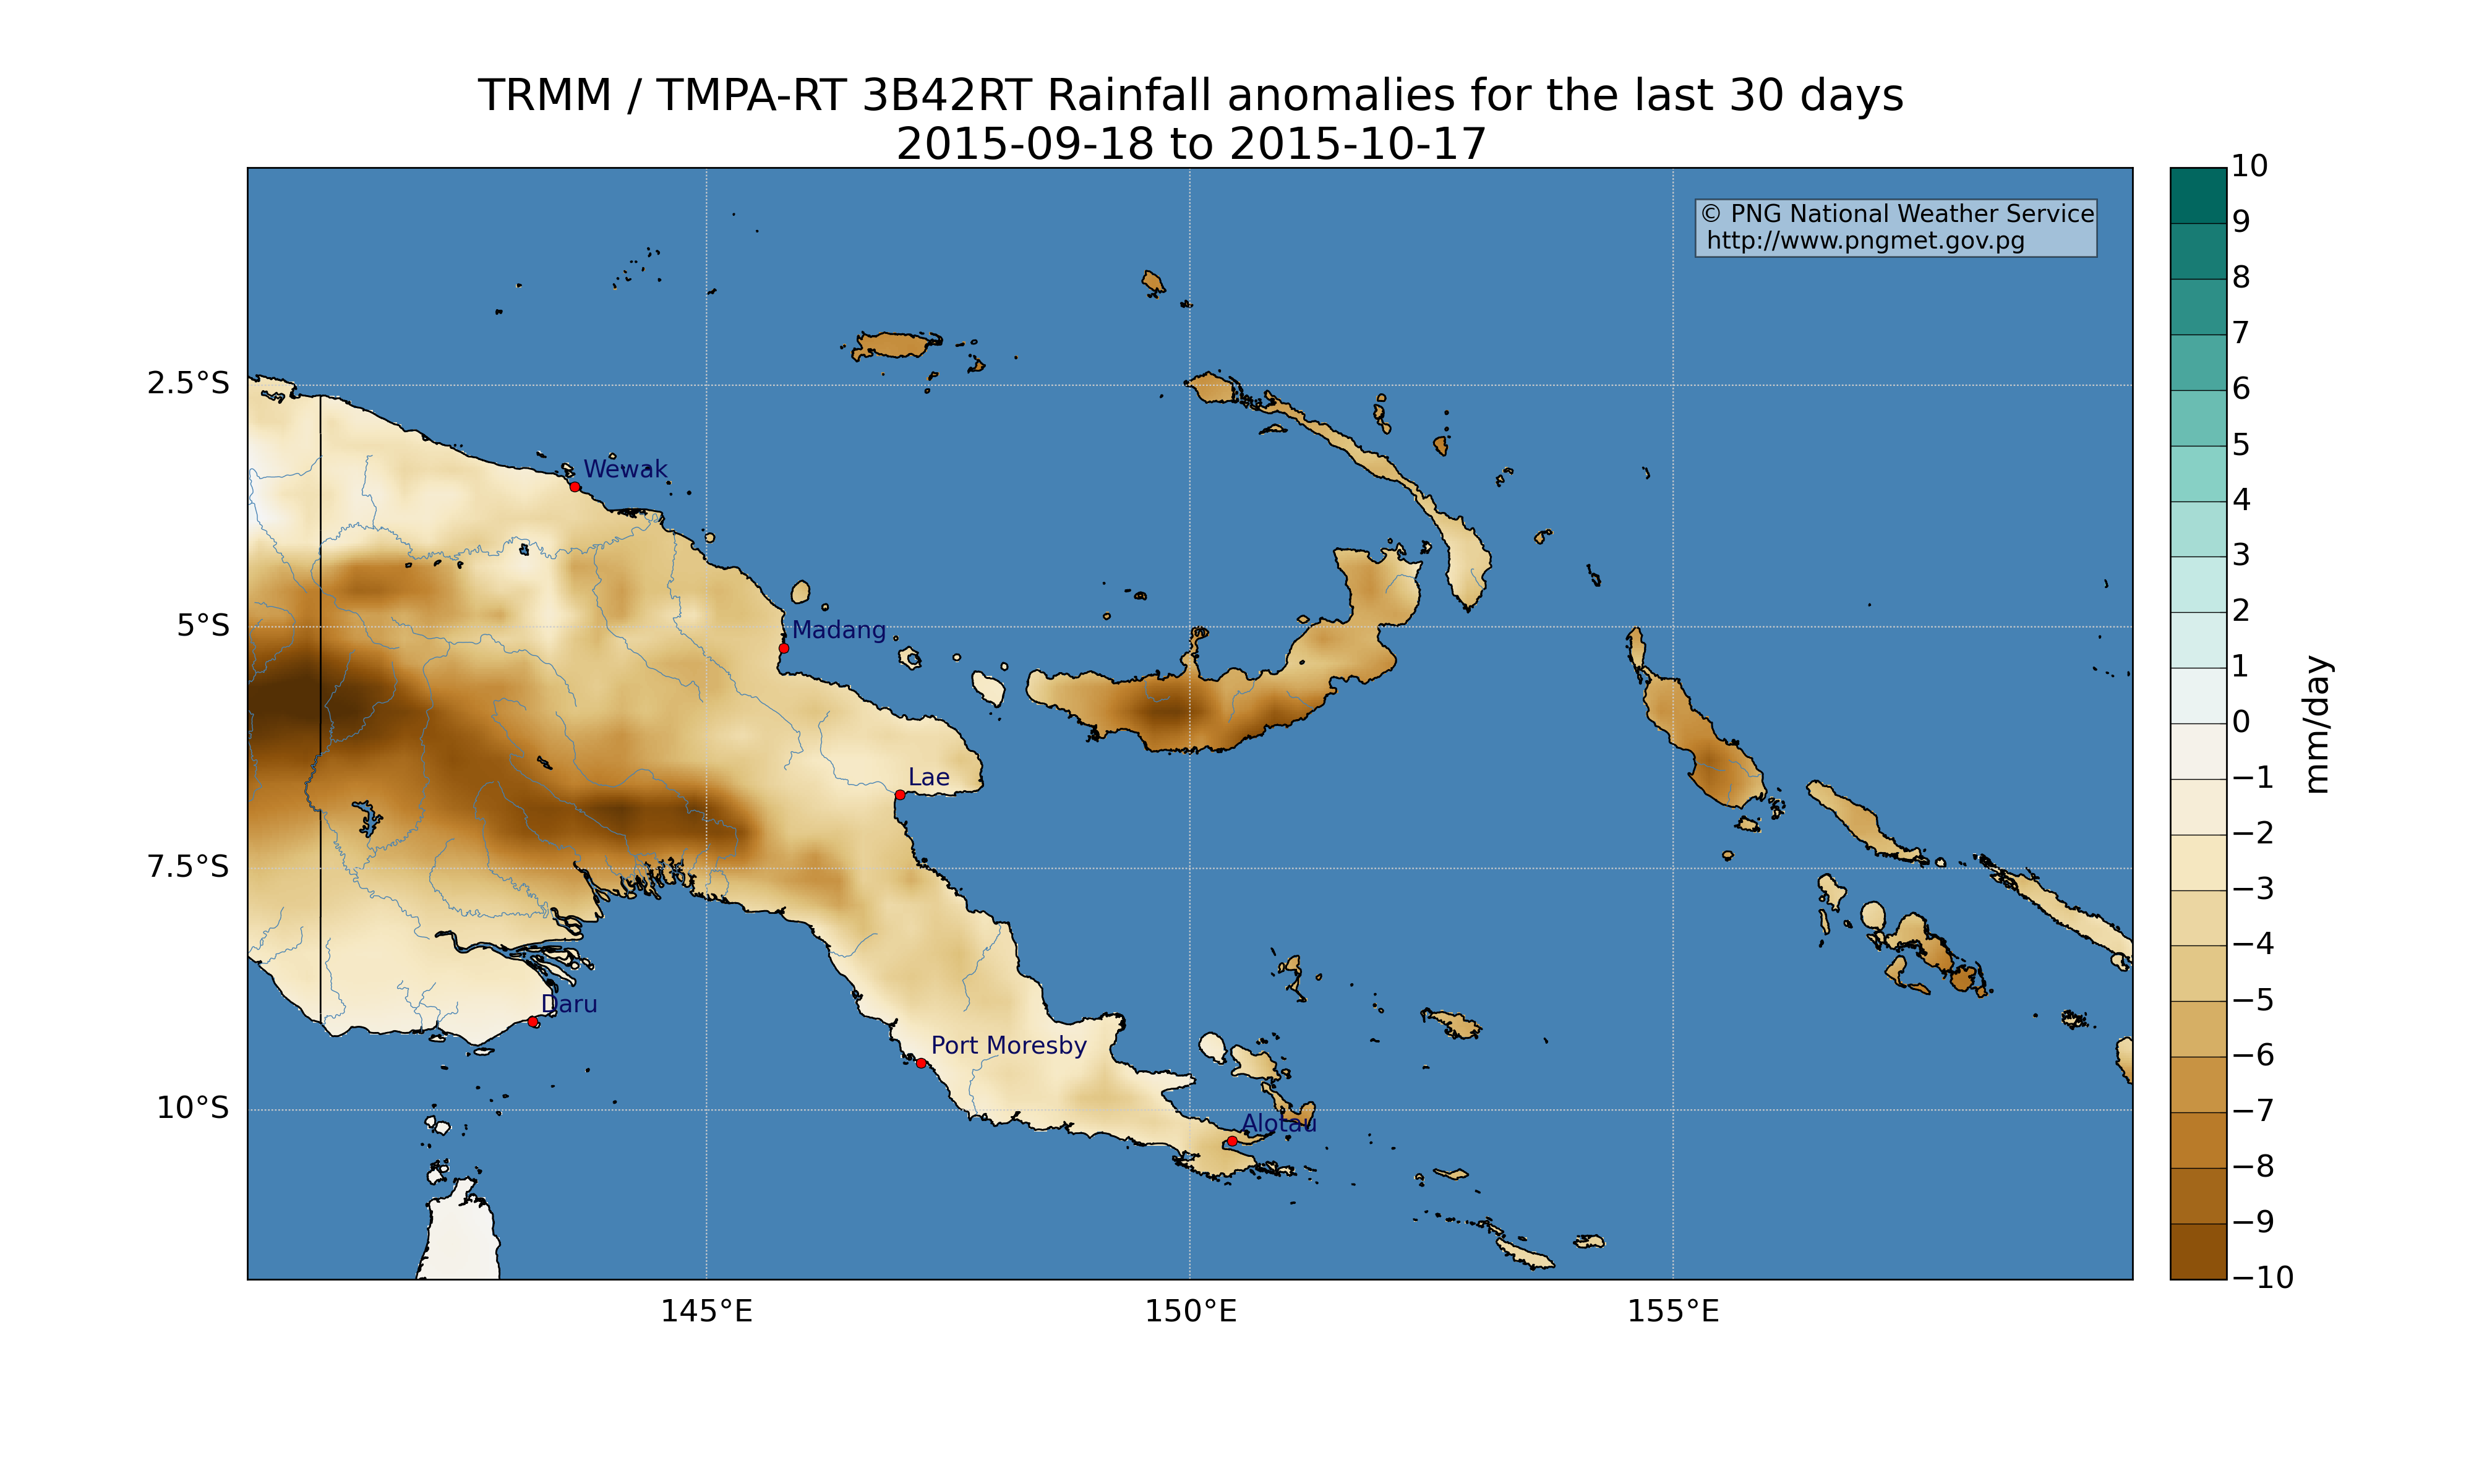 TRMM / TMPA-RT 3B42RT Rainfall anomalies for the last 30 days
2015-09-18 to 2015-10-17
© PNG National Weather Service
http://www.pngmet.gov.pg
10
9
8
7
6
5
4
3
2
1
0
−1
−2
−3
−4
−5
−6
−7
−8
−9
−10
mm/day
2.5°S
5°S
7.5°S
10°S
Wewak
Madang
Lae
Daru
Port Moresby
Alotau
145°E
150°E
155°E